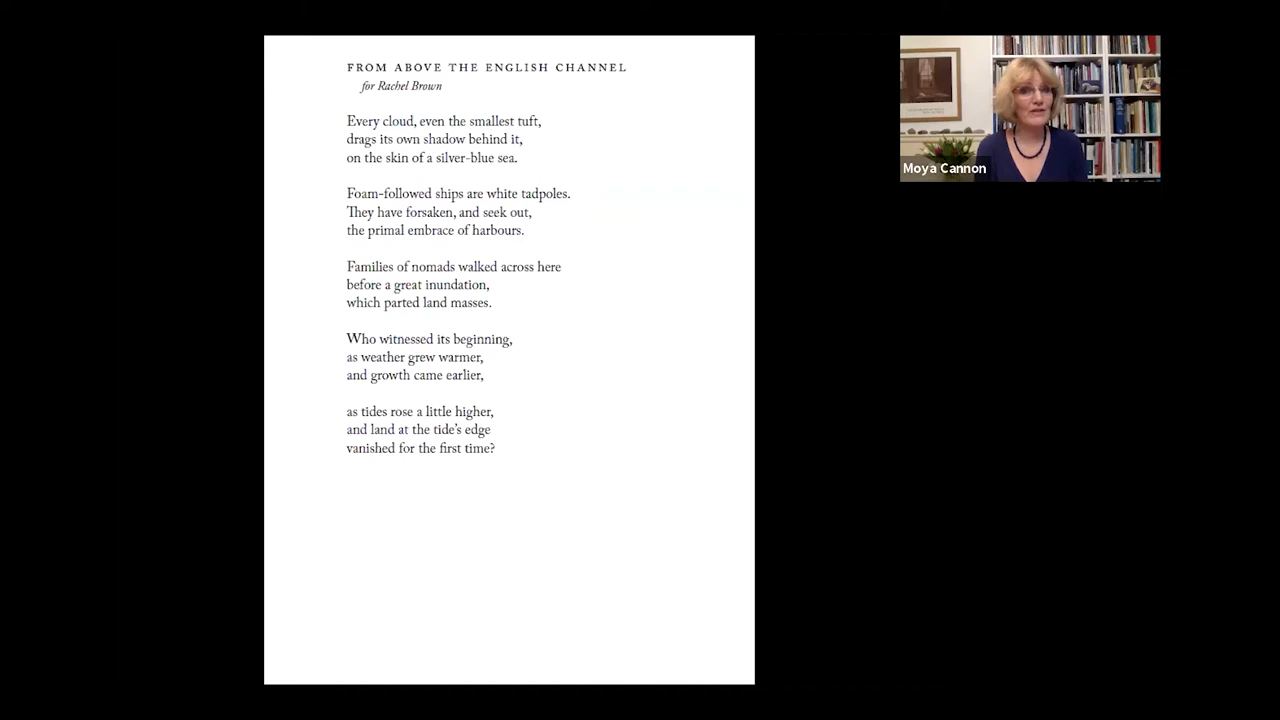 FROM ABOVE THE ENGLISH CHANNEL
for Rachel Brown
Every cloud, even the smallest tuft,
drags its own shadow behind it,
on the skin of a silver-blue sea.
Foam-followed ships are white tadpoles.
They have forsaken, and seek out,
the primal embrace of harbours.
Families of nomads walked across here
before a great inundation,
which parted land masses.
Who witnessed its beginning,
as weather grew warmer,
and growth came earlier,
as tides rose a little higher,
and land at the tide's edge
vanished for the first time?
Moya Cannon